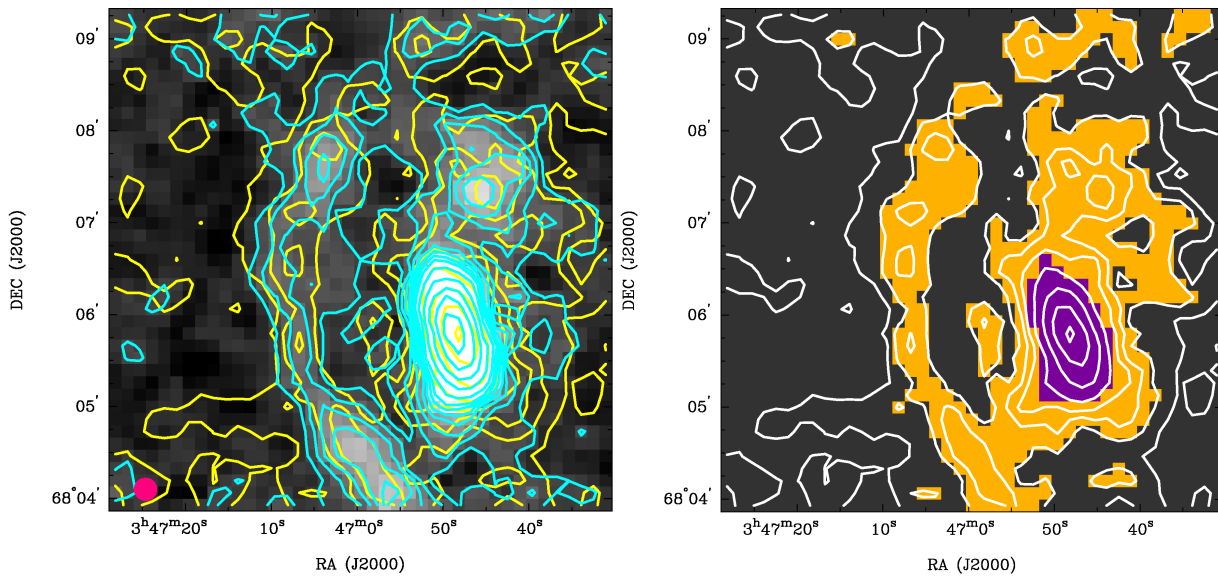 09′ 09′
08′ 08′
07′ 07′
DEC (J2000) DEC (J2000)
06′ 06′
05′ 05′
68°04′ 68°04′
3ʰ47ᵐ20ˢ 10ˢ 47ᵐ0ˢ 50ˢ 40ˢ 3ʰ47ᵐ20ˢ 10ˢ 47ᵐ0ˢ 50ˢ 40ˢ
RA (J2000) RA (J2000)